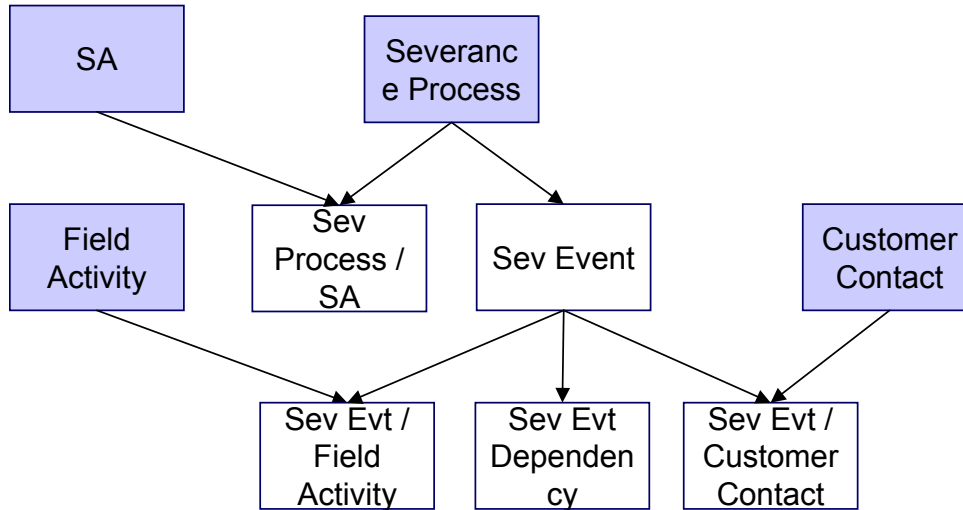 SA
Severanc
e Process
Field
Activity
Sev
Process /
SA
Sev Event
Customer
Contact
Sev Evt /
Field
Activity
Sev Evt
Dependen
cy
Sev Evt /
Customer
Contact